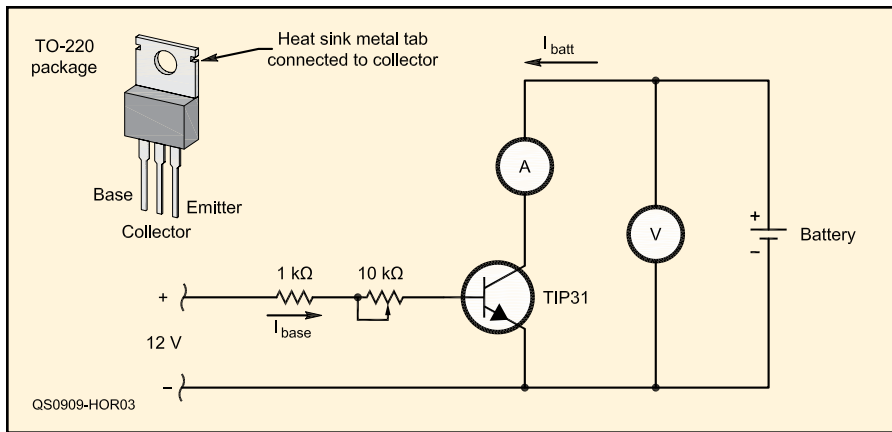 TO-220
package
Heat sink metal tab
connected to collector
Base
Emitter
Collector
I batt
A
V
+
−
Battery
1 kΩ
10 kΩ
TIP31
+
I base
12 V
−
QS0909-HOR03